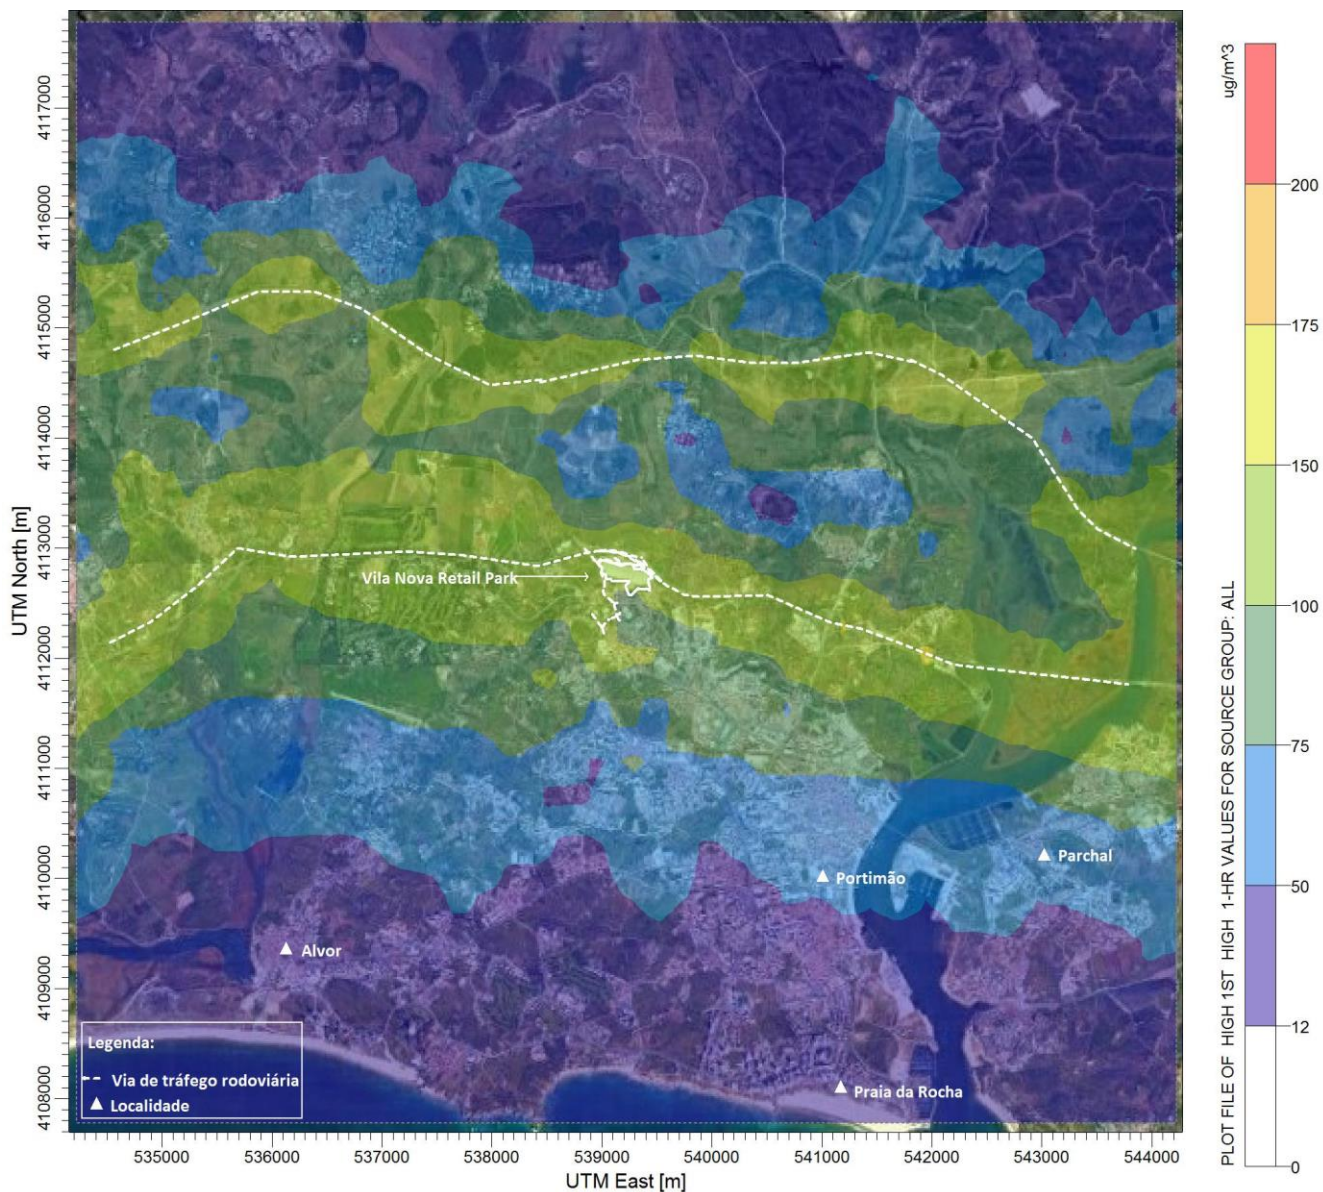 ug/m^3
PLOT FILE OF HIGH 1ST HIGH 1-HR VALUES FOR SOURCE GROUP: ALL
200
175
150
100
75
50
12
0
UTM North [m]
4117000
4116000
4115000
4114000
4113000
4112000
4111000
4110000
4109000
4108000
Vila Nova Retail Park
Parchal
Portimão
Alvor
Praia da Rocha
Legenda:
Via de tráfego rodoviária
Localidade
535000 536000 537000 538000 539000 540000 541000 542000 543000 544000
UTM East [m]